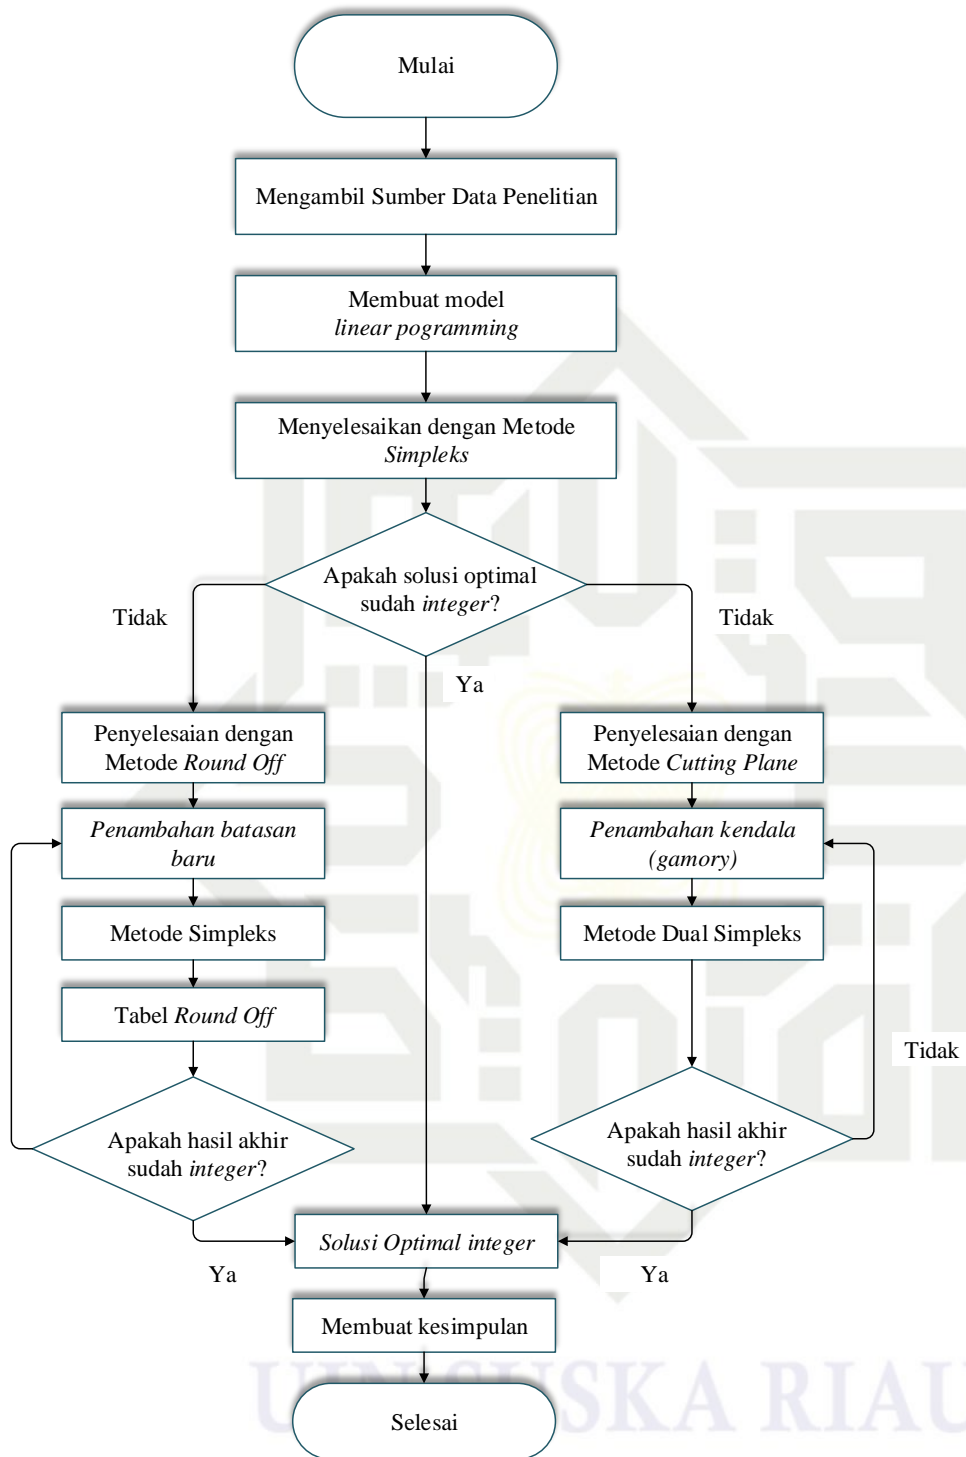 Mulai
Mengambil Sumber Data Penelitian
Membuat model
linear pogramming
Menyelesaikan dengan Metode
Simpleks
Apakah solusi optimal
sudah integer?
Tidak
Tidak
Ya
Penyelesaian dengan
Metode Round Off
Penyelesaian dengan
Metode Cutting Plane
Penambahan batasan
baru
Penambahan kendala
(gamory)
Metode Simpleks
Metode Dual Simpleks
Tabel Round Off
Tidak
Apakah hasil akhir
sudah integer?
Apakah hasil akhir
sudah integer?
Solusi Optimal integer
Ya
Ya
Membuat kesimpulan
UIN SUSKA RIAU
Selesai